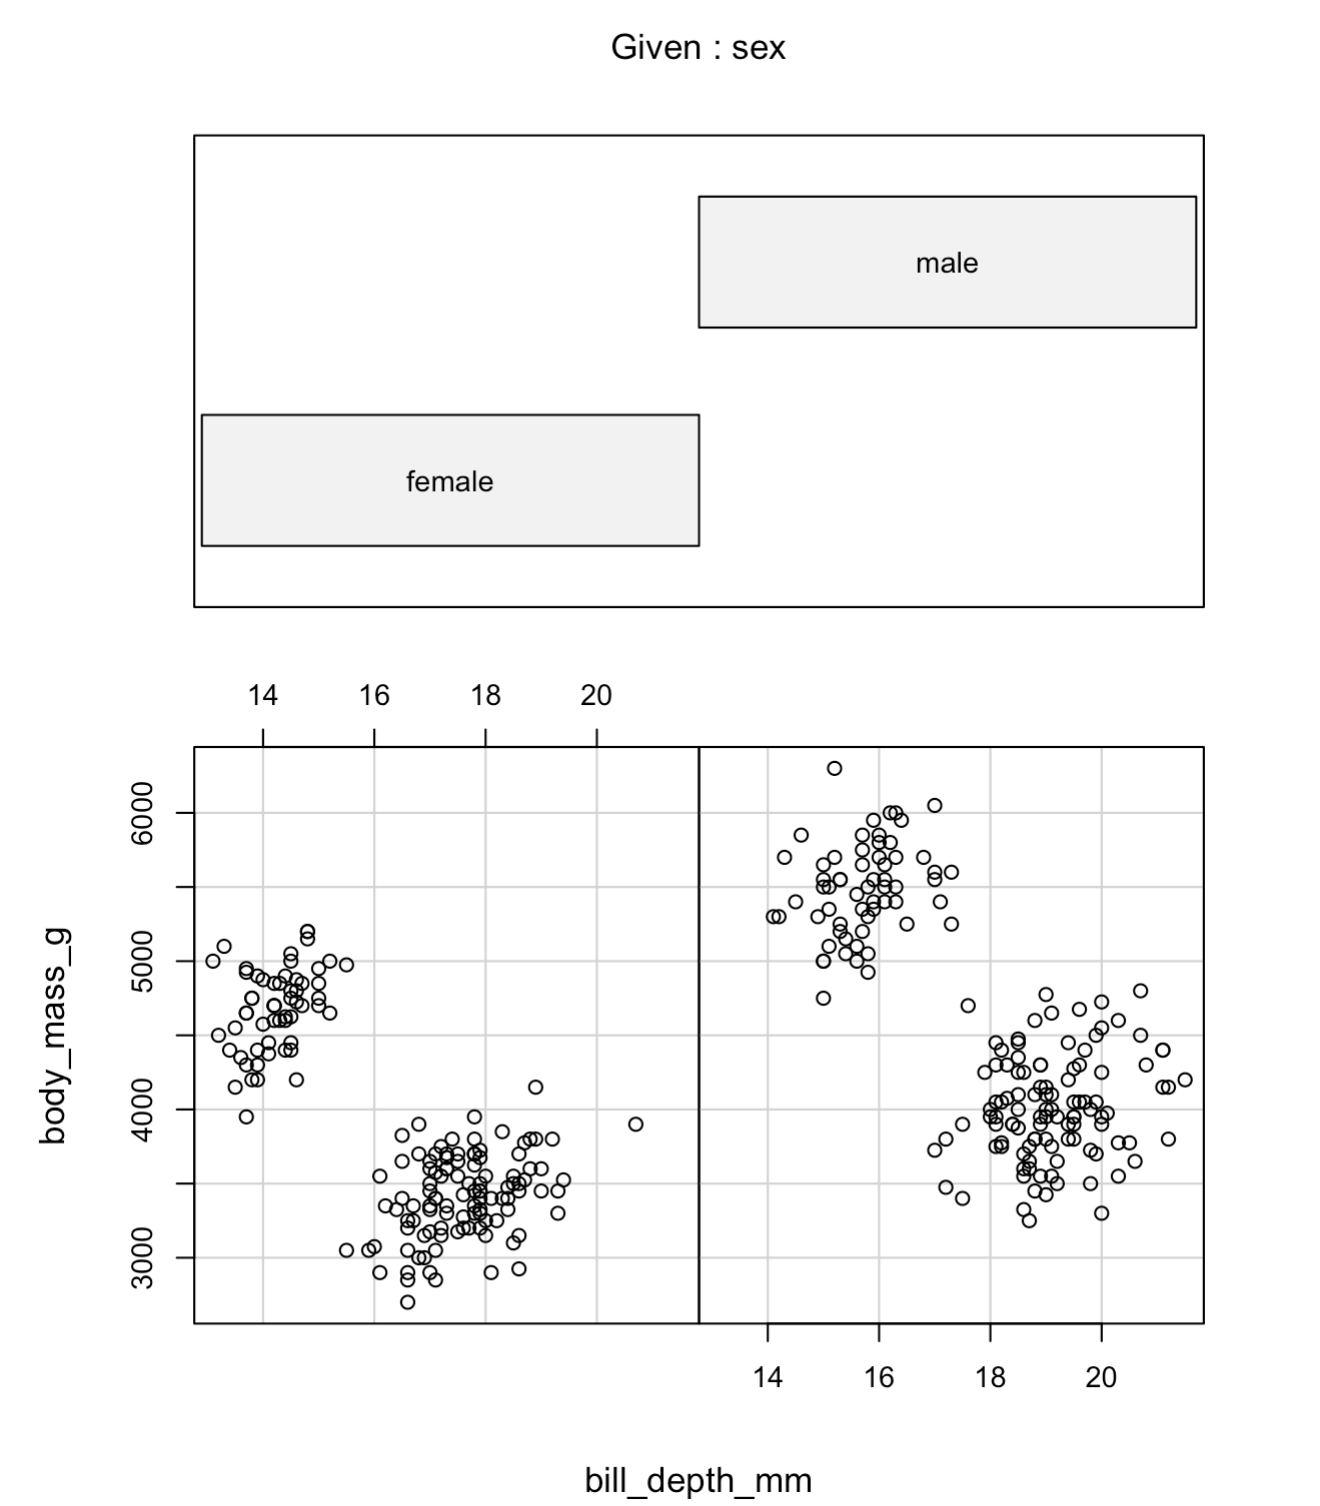 Given : sex
male
female
14 16 18 20
6000
5000
4000
3000
body_mass_g
14 16 18 20
bill_depth_mm